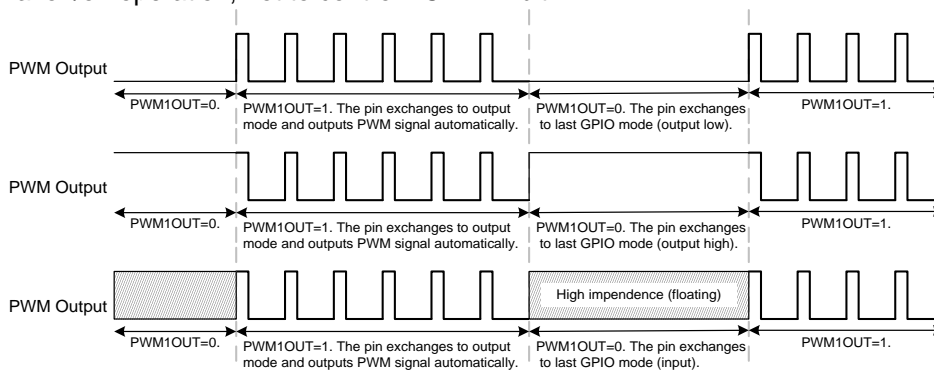 PWM Output
PWM1OUT=0.
PWM1OUT=1. The pin exchanges to output
mode and outputs PWM signal automatically.
PWM1OUT=0. The pin exchanges
to last GPIO mode (output low).
PWM1OUT=1.
PWM Output
PWM1OUT=0.
PWM1OUT=1. The pin exchanges to output
mode and outputs PWM signal automatically.
PWM1OUT=0. The pin exchanges
to last GPIO mode (output high).
PWM1OUT=1.
High impendence (floating)
PWM Output
PWM1OUT=0.
PWM1OUT=1. The pin exchanges to output
mode and outputs PWM signal automatically.
PWM1OUT=0. The pin exchanges
to last GPIO mode (input).
PWM1OUT=1.